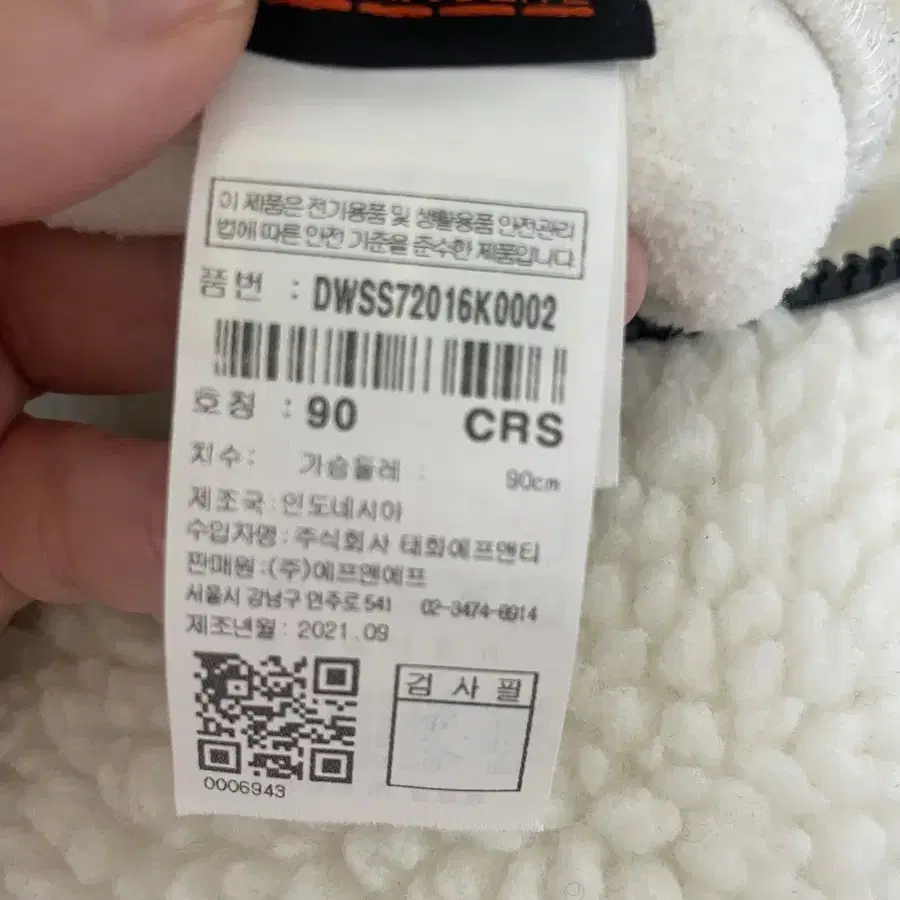 이 제품은 전기용품 및 생활용품 안전관리
법에 따른 안전 기준을 준수한 제품입니다.
품번 : DWSS72016K0002
호칭 : 90 CRS
치수: 가슴둘레 : 90cm
제조국:인도네시아
수입자명:주식회사 태화에프앤티
판매원:(주)에프앤에프
서울시 강남구 언주로 541 02-3474-6914
제조년월: 2021.09
검 사 필
0006943